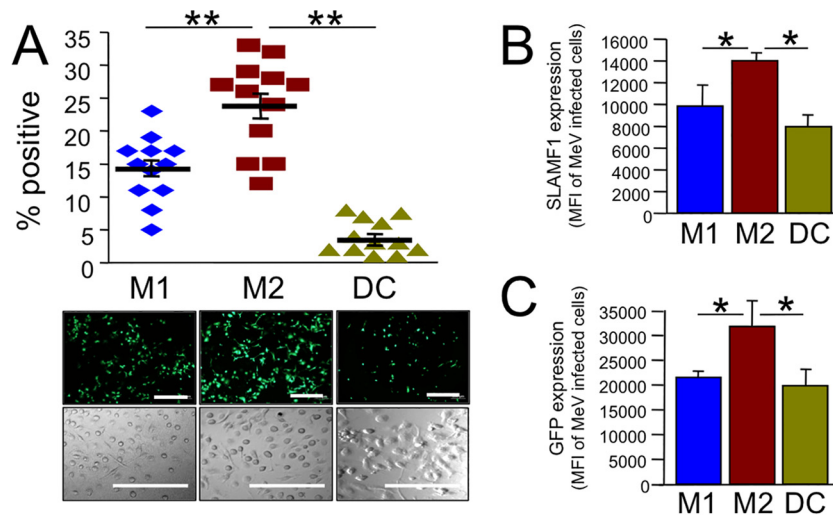 A
% positive
35
30
25
20
15
10
5
0
**
**
M1
M2
DC
B
SLAMF1 expression
(MFI of MeV infected cells)
16000
14000
12000
10000
8000
6000
4000
2000
0
*
*
M1
M2
DC
C
GFP expression
(MFI of MeV infected cells)
35000
30000
25000
20000
15000
10000
5000
0
*
*
M1
M2
DC